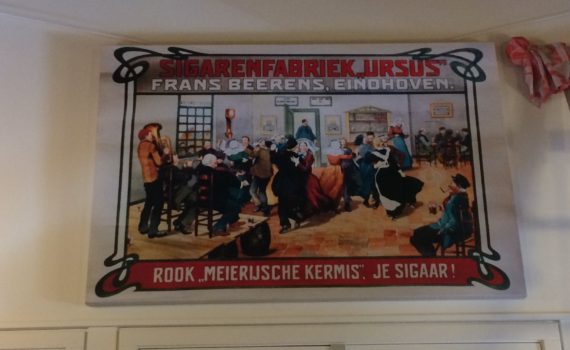 SIGARENFABRIEK „URSUS”
FRANS BEERENS, EINDHOVEN.
ROOK „MEIERIJSCHE KERMIS”, JE SIGAAR!